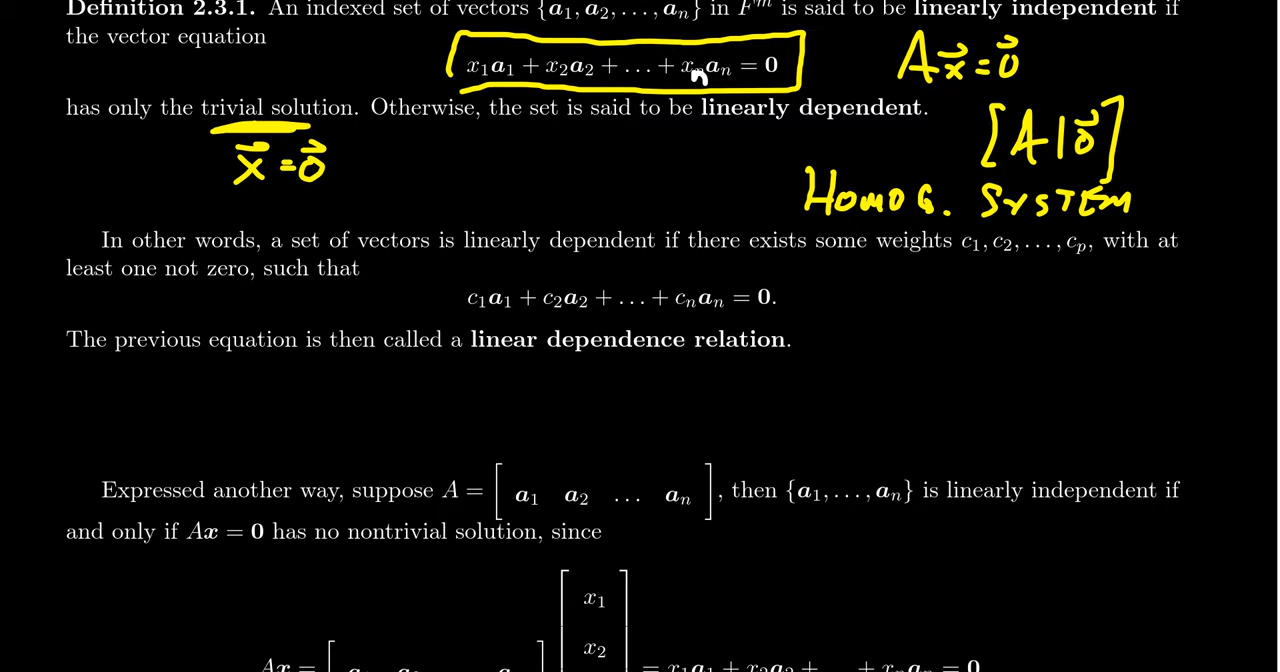 Definition 2.3.1. An indexed set of vectors {a₁, a₂, . . . , aₙ} in Fᵐ is said to be linearly independent if
the vector equation
x₁a₁ + x₂a₂ + . . . + xₙaₙ = 0
A x⃗ = 0⃗
has only the trivial solution. Otherwise, the set is said to be linearly dependent.
x⃗ = 0⃗
[A | 0⃗]
HOMOG. SYSTEM
In other words, a set of vectors is linearly dependent if there exists some weights c₁, c₂, . . . , cₚ, with at
least one not zero, such that
c₁a₁ + c₂a₂ + . . . + cₙaₙ = 0.
The previous equation is then called a linear dependence relation.
Expressed another way, suppose A = [ a₁ a₂ . . . aₙ ], then {a₁, . . . , aₙ} is linearly independent if
and only if Ax = 0 has no nontrivial solution, since
x₁
x₂
Ax = = x₁a₁ + x₂a₂ + + xₙaₙ = 0